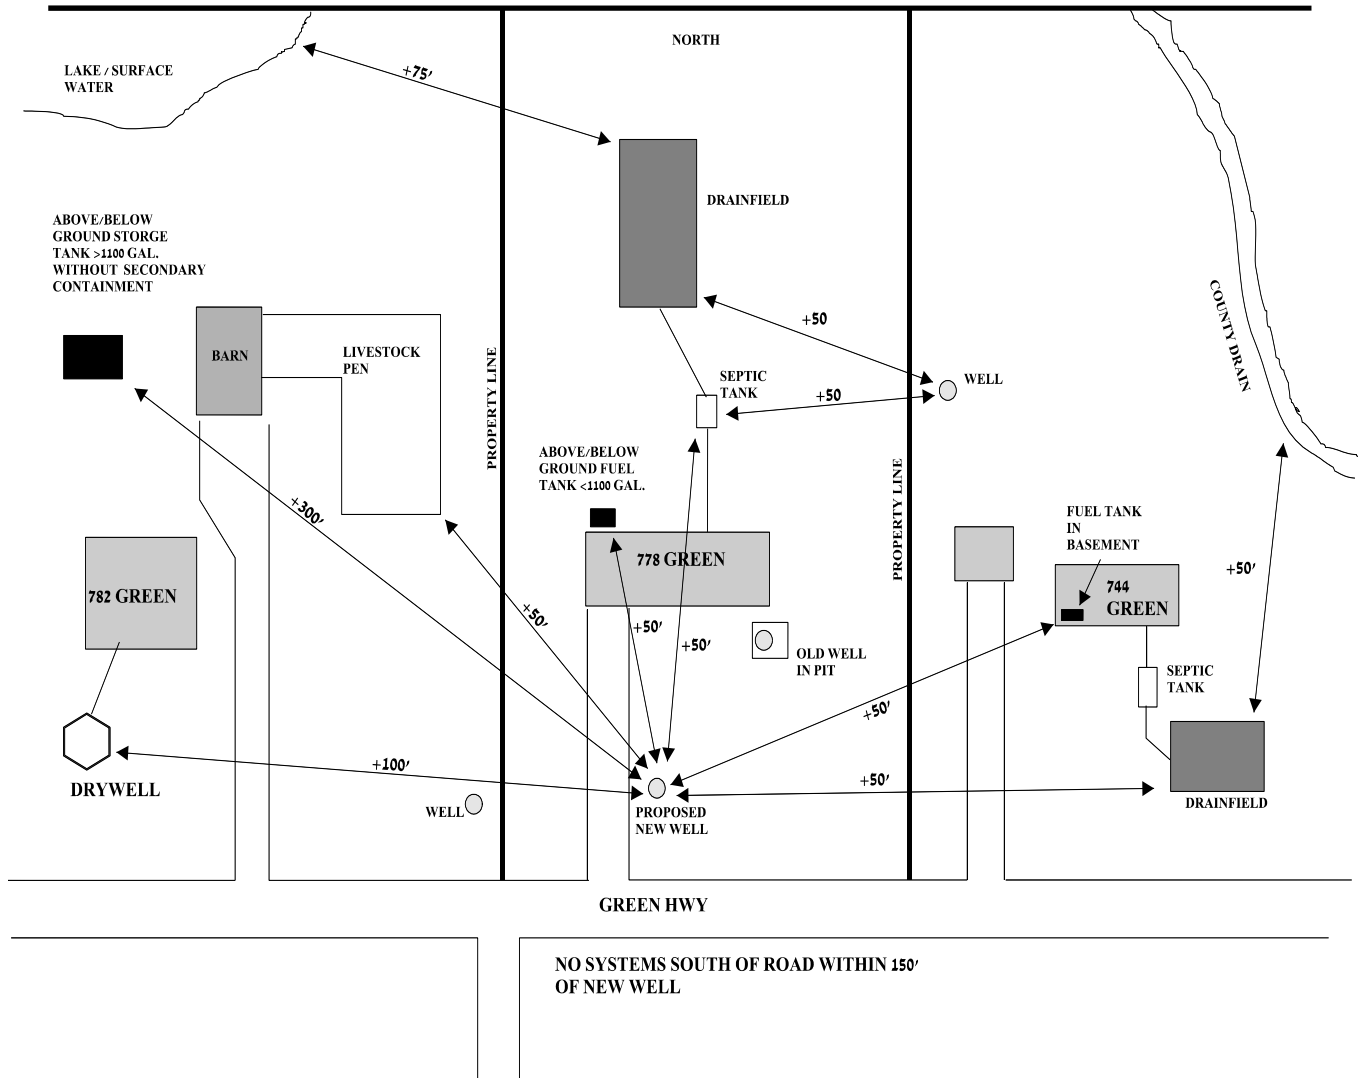 NORTH
LAKE / SURFACE
WATER
+75'
DRAINFIELD
ABOVE/BELOW
GROUND STORGE
TANK >1100 GAL.
WITHOUT SECONDARY
CONTAINMENT
BARN
LIVESTOCK
PEN
PROPERTY LINE
+50
SEPTIC
TANK
+50
WELL
COUNTY DRAIN
ABOVE/BELOW
GROUND FUEL
TANK <1100 GAL.
PROPERTY LINE
+300'
FUEL TANK
IN
BASEMENT
778 GREEN
782 GREEN
744
GREEN
+50'
+50'
+50'
+50'
OLD WELL
IN PIT
SEPTIC
TANK
+50'
DRYWELL
+100'
+50'
WELL
PROPOSED
NEW WELL
DRAINFIELD
GREEN HWY
NO SYSTEMS SOUTH OF ROAD WITHIN 150'
OF NEW WELL